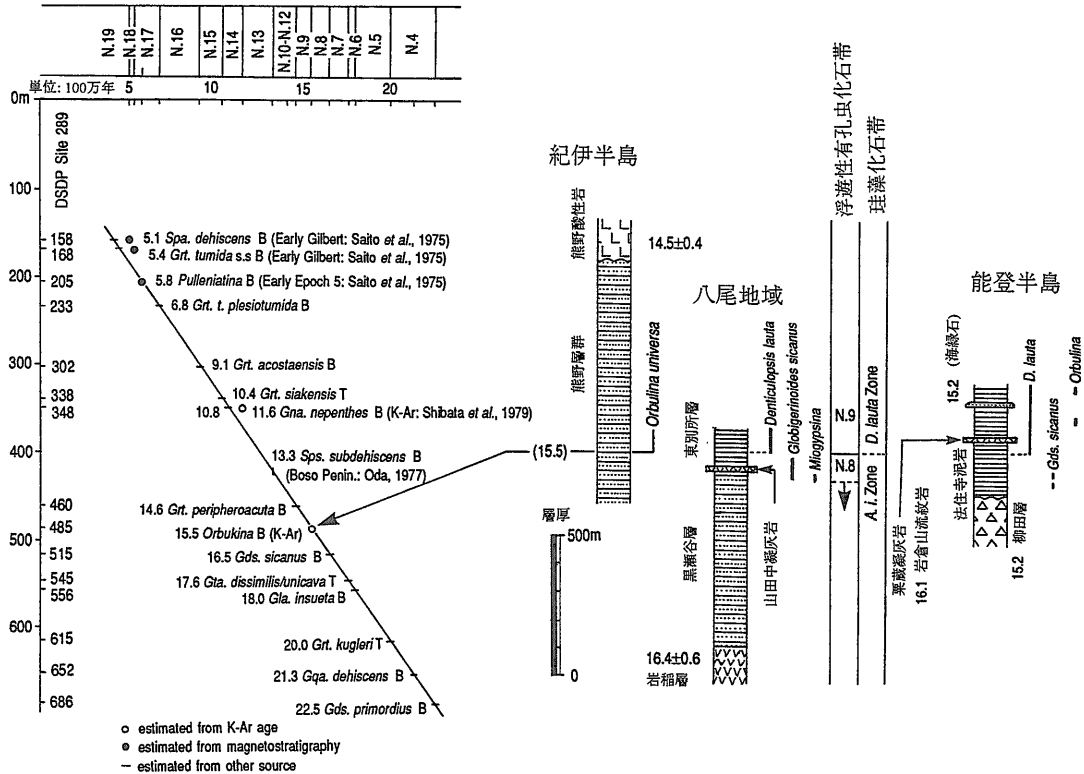 N.19
N.18
N.17
N.16
N.15
N.14
N.13
N.10-N.12
N.9
N.8
N.7
N.6
N.5
N.4
単位: 100万年
5
10
15
20
0m
100
200
300
400
500
600
700
DSDP Site 289
158
168
205
233
302
338
348
460
485
515
545
556
615
652
686
5.1 Spa. dehiscens B (Early Gilbert: Saito et al., 1975)
5.4 Grt. tumida s.s B (Early Gilbert: Saito et al., 1975)
5.8 Pulleniatina B (Early Epoch 5: Saito et al., 1975)
6.8 Grt. t. plesiotumida B
9.1 Grt. acostaensis B
10.4 Grt. siakensis T
10.8
11.6 Gna. nepenthes B (K-Ar: Shibata et al., 1979)
13.3 Sps. subdehiscens B
(Boso Penin.: Oda, 1977)
14.6 Grt. peripheroacuta B
15.5 Orbukina B (K-Ar)
16.5 Gds. sicanus B
17.6 Gta. dissimilis/unicava T
18.0 Gla. insueta B
20.0 Grt. kugleri T
21.3 Gqa. dehiscens B
22.5 Gds. primordius B
estimated from K-Ar age
estimated from magnetostratigraphy
estimated from other source
紀伊半島
熊野酸性岩
14.5±0.4
熊野層群
Orbulina universa
(15.5)
層厚
500m
0
八尾地域
東別所層
黒瀬谷層
16.4±0.6
岩稲層
山田中凝灰岩
Denticulopsis lauta
Globigerinoides sicanus
Miogypsina
浮遊性有孔虫化石帯
珪藻化石帯
N.9
N.8
D. lauta Zone
A. i. Zone
能登半島
15.2 (海緑石)
法住寺泥岩
粟蔵凝灰岩
16.1 岩倉山流紋岩
15.2 柳田層
D. lauta
Gds. sicanus
Orbulina